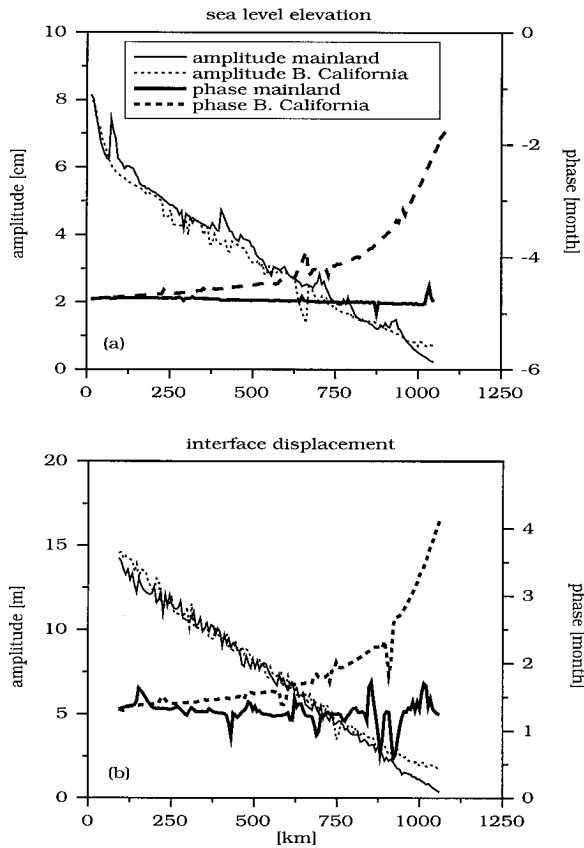 sea level elevation
10
8
6
4
2
0
amplitude [cm]
amplitude mainland
amplitude B. California
phase mainland
phase B. California
0
-2
-4
-6
phase [month]
(a)
0
250
500
750
1000
1250
interface displacement
20
15
10
5
0
amplitude [m]
4
3
2
1
0
phase [month]
(b)
0
250
500
750
1000
1250
[km]